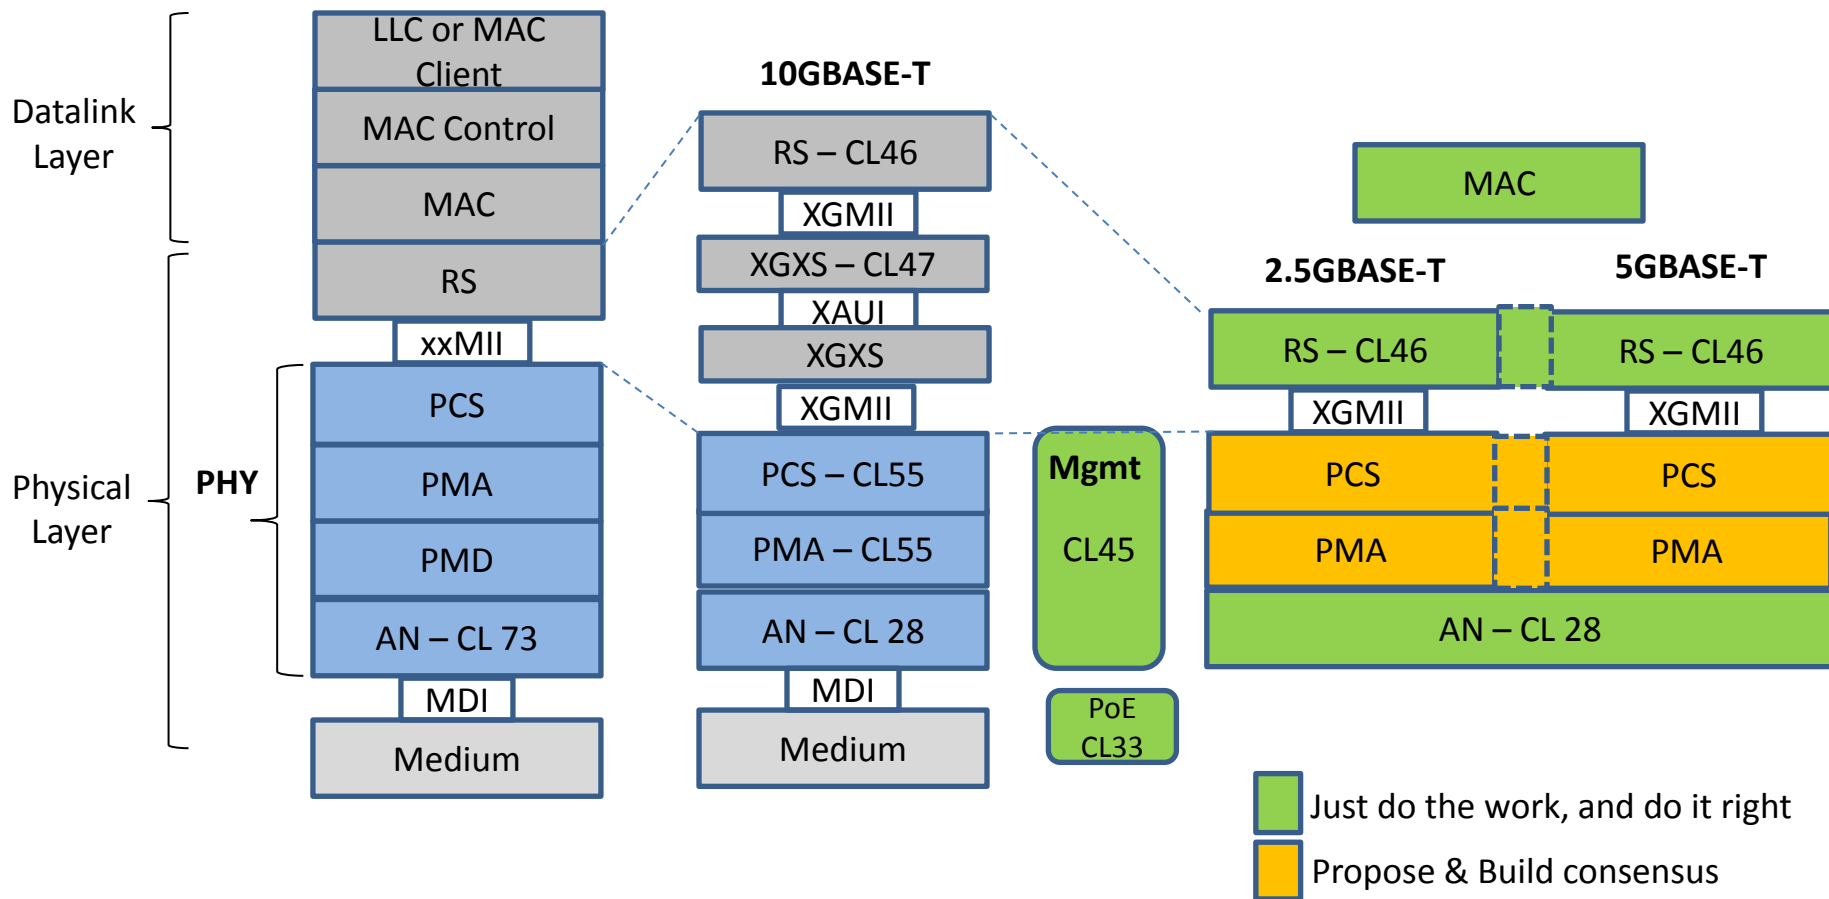 Datalink
Layer
Physical
Layer
PHY
LLC or MAC
Client
MAC Control
MAC
RS
xxMII
PCS
PMA
PMD
AN – CL 73
MDI
Medium
10GBASE-T
RS – CL46
XGMII
XGXS – CL47
XAUI
XGXS
XGMII
PCS – CL55
PMA – CL55
AN – CL 28
MDI
Medium
Mgmt
CL45
PoE
CL33
MAC
2.5GBASE-T
5GBASE-T
RS – CL46
RS – CL46
XGMII
XGMII
PCS
PCS
PMA
PMA
AN – CL 28
Just do the work, and do it right
Propose & Build consensus